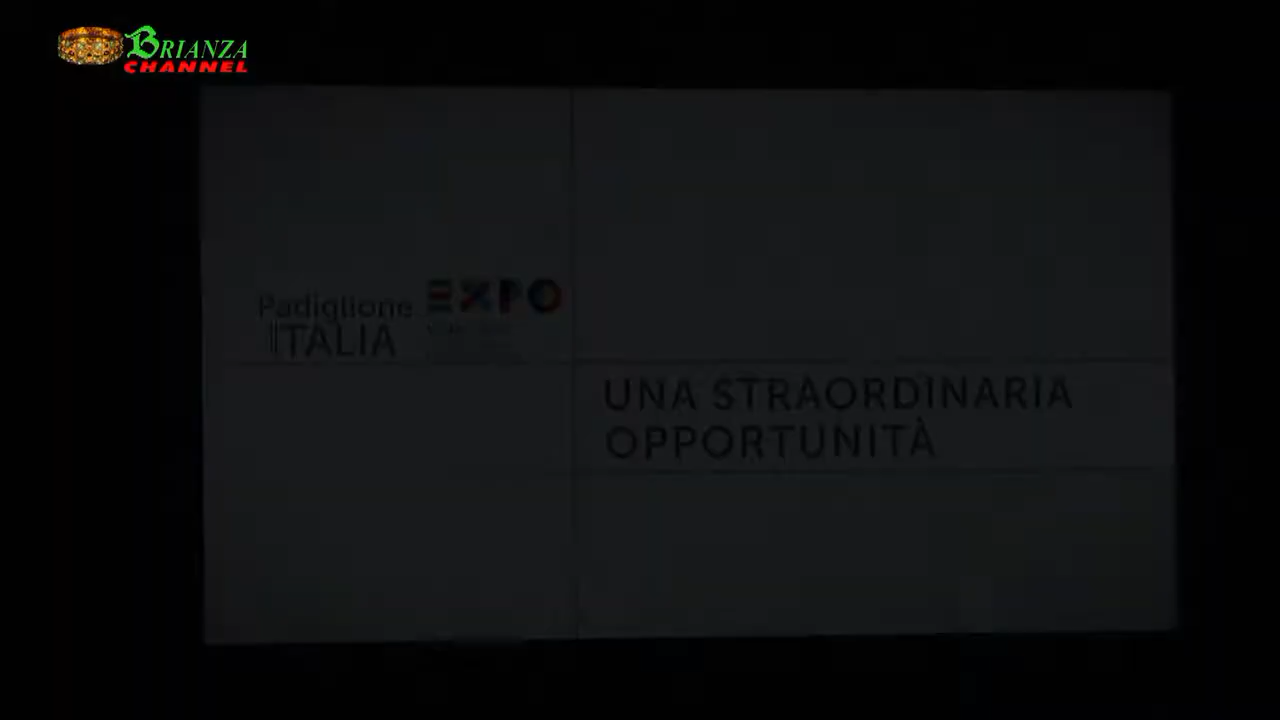 BRIANZA
CHANNEL
Padiglione
ITALIA
EXPO
UNA STRAORDINARIA
OPPORTUNITÀ